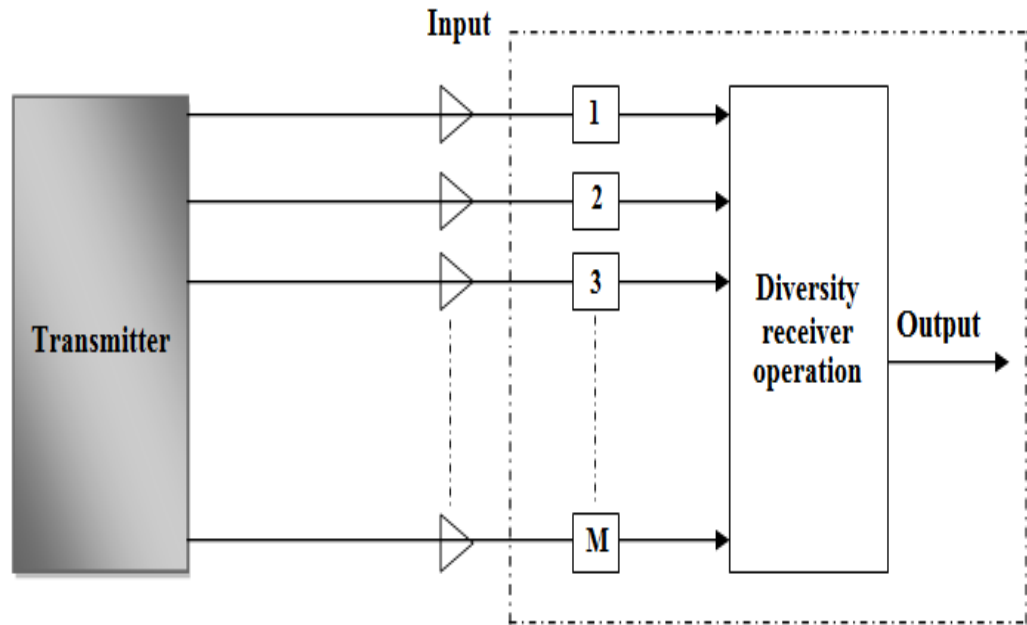 Input
1
2
3
M
Transmitter
Diversity
receiver
operation
Output